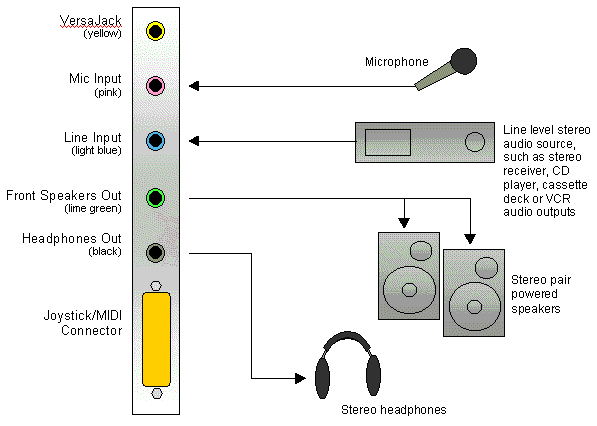 VersaJack
(yellow)
Mic Input
(pink)
Line Input
(light blue)
Front Speakers Out
(lime green)
Headphones Out
(black)
Joystick/MIDI
Connector
Microphone
Line level stereo
audio source,
such as stereo
receiver, CD
player, cassette
deck or VCR
audio outputs
Stereo pair
powered
speakers
Stereo headphones